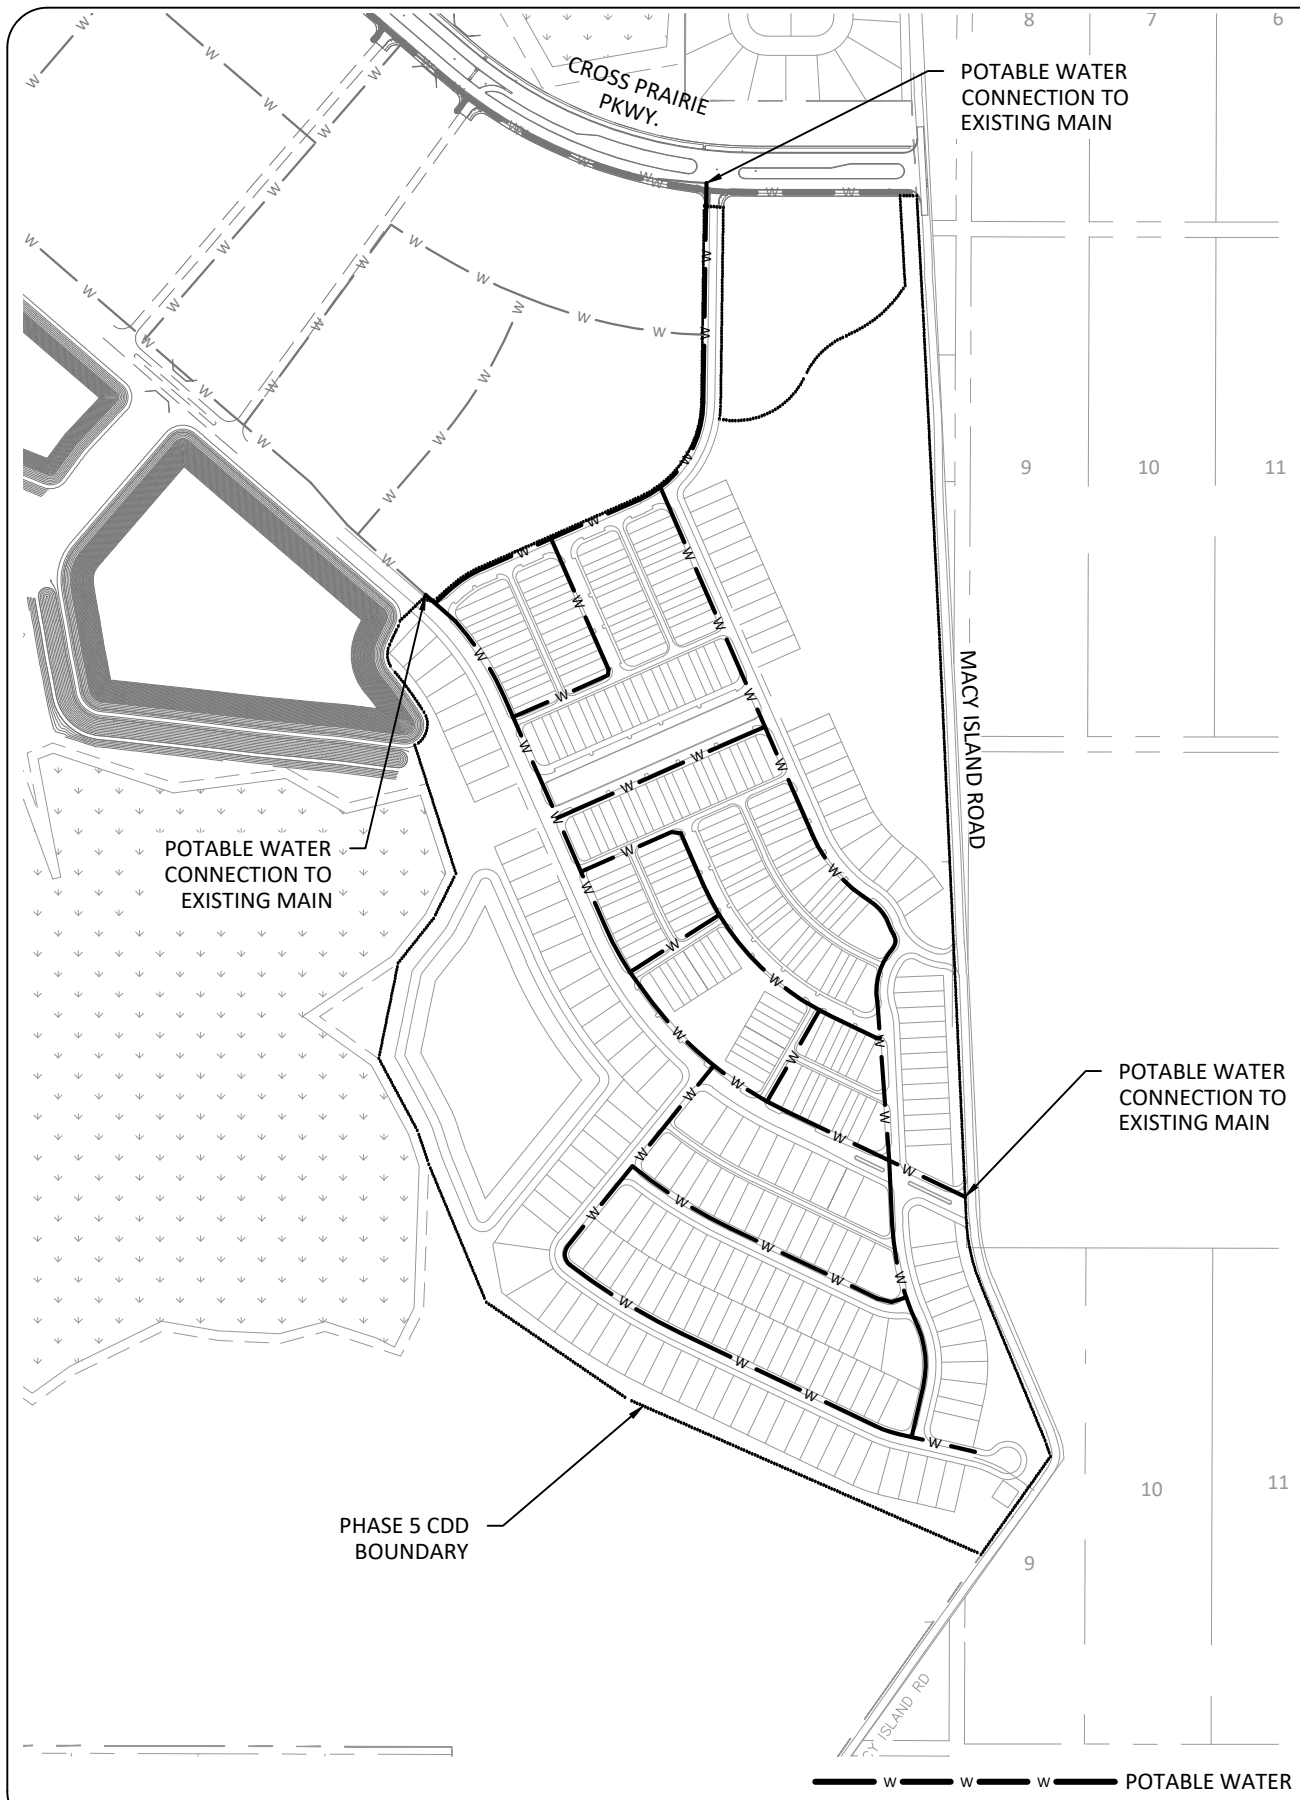 8 7 6
CROSS PRAIRIE
PKWY.
POTABLE WATER
CONNECTION TO
EXISTING MAIN
9 10 11
MACY ISLAND ROAD
POTABLE WATER
CONNECTION TO
EXISTING MAIN
POTABLE WATER
CONNECTION TO
EXISTING MAIN
PHASE 5 CDD
BOUNDARY
10 11
9
CY ISLAND RD
W W W POTABLE WATER